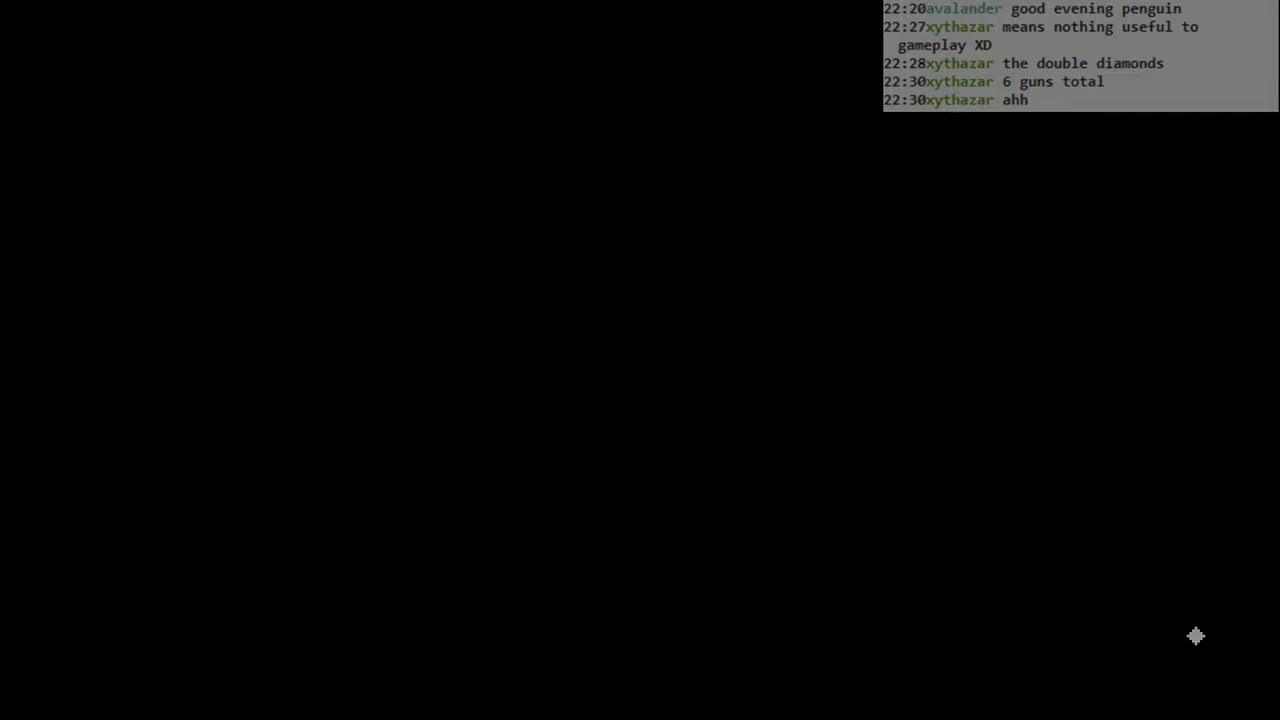 22:20avalander good evening penguin
22:27xythazar means nothing useful to
gameplay XD
22:28xythazar the double diamonds
22:30xythazar 6 guns total
22:30xythazar ahh